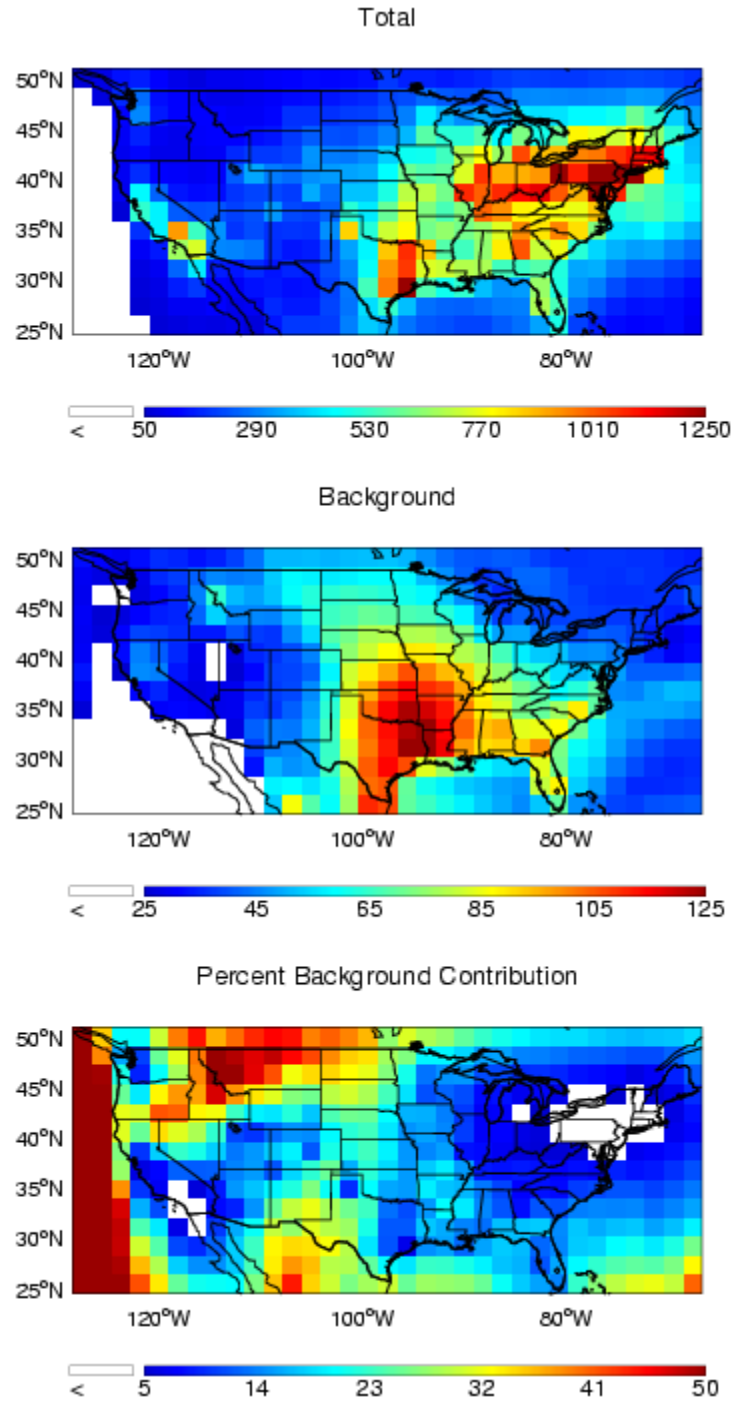 Total
50°N
45°N
40°N
35°N
30°N
25°N
120°W 100°W 80°W
< 50 290 530 770 1010 1250
Background
50°N
45°N
40°N
35°N
30°N
25°N
120°W 100°W 80°W
< 25 45 65 85 105 125
Percent Background Contribution
50°N
45°N
40°N
35°N
30°N
25°N
120°W 100°W 80°W
< 5 14 23 32 41 50